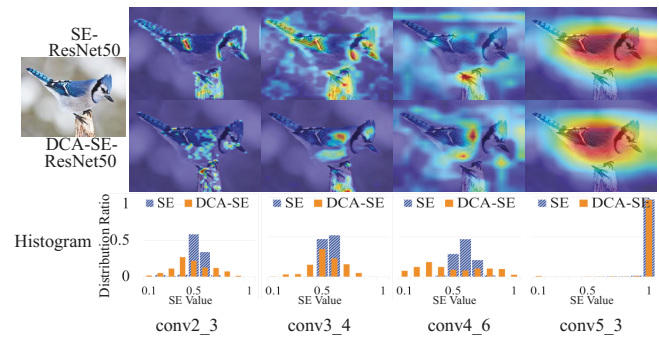 SE-
ResNet50
DCA-SE-
ResNet50
Histogram
Distribution Ratio
1
0.5
0
SE DCA-SE
0.1 0.5 1
SE Value
conv2_3
SE DCA-SE
0.1 0.5 1
SE Value
conv3_4
SE DCA-SE
0.1 0.5 1
SE Value
conv4_6
SE DCA-SE
0.1 0.5 1
SE Value
conv5_3